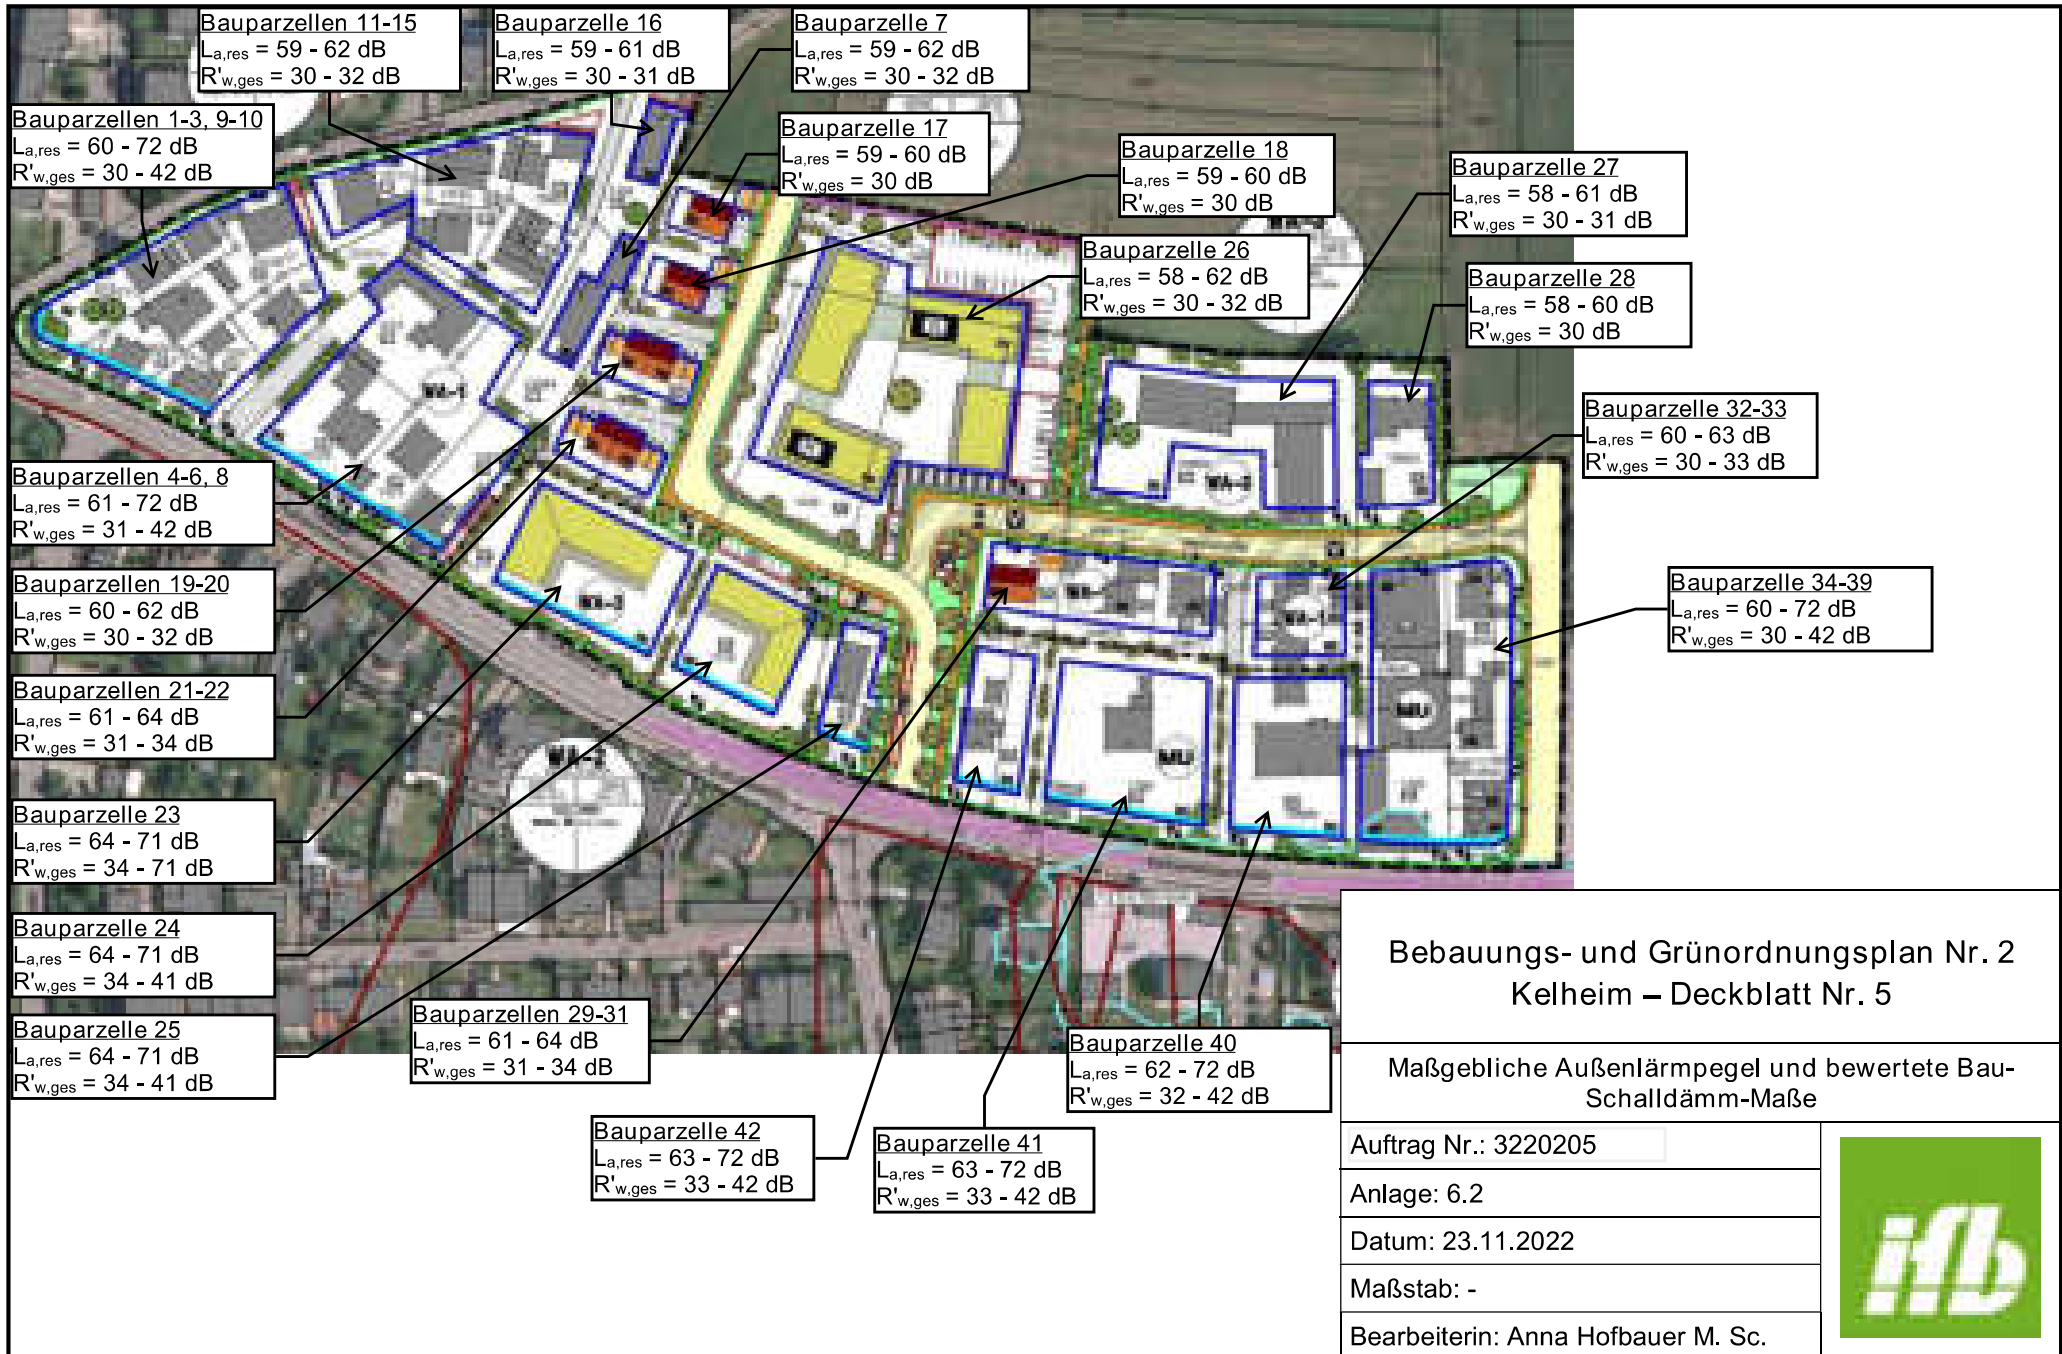 Bauparzellen 11-15
La,res = 59 - 62 dB
R'w,ges = 30 - 32 dB
Bauparzelle 16
La,res = 59 - 61 dB
R'w,ges = 30 - 31 dB
Bauparzelle 7
La,res = 59 - 62 dB
R'w,ges = 30 - 32 dB
Bauparzellen 1-3, 9-10
La,res = 60 - 72 dB
R'w,ges = 30 - 42 dB
Bauparzelle 17
La,res = 59 - 60 dB
R'w,ges = 30 dB
Bauparzelle 18
La,res = 59 - 60 dB
R'w,ges = 30 dB
Bauparzelle 27
La,res = 58 - 61 dB
R'w,ges = 30 - 31 dB
Bauparzelle 26
La,res = 58 - 62 dB
R'w,ges = 30 - 32 dB
Bauparzelle 28
La,res = 58 - 60 dB
R'w,ges = 30 dB
Bauparzelle 32-33
La,res = 60 - 63 dB
R'w,ges = 30 - 33 dB
Bauparzellen 4-6, 8
La,res = 61 - 72 dB
R'w,ges = 31 - 42 dB
Bauparzellen 19-20
La,res = 60 - 62 dB
R'w,ges = 30 - 32 dB
Bauparzelle 34-39
La,res = 60 - 72 dB
R'w,ges = 30 - 42 dB
Bauparzellen 21-22
La,res = 61 - 64 dB
R'w,ges = 31 - 34 dB
MU
MU
Bauparzelle 23
La,res = 64 - 71 dB
R'w,ges = 34 - 71 dB
Bauparzelle 24
La,res = 64 - 71 dB
R'w,ges = 34 - 41 dB
Bauparzelle 25
La,res = 64 - 71 dB
R'w,ges = 34 - 41 dB
Bauparzellen 29-31
La,res = 61 - 64 dB
R'w,ges = 31 - 34 dB
Bauparzelle 40
La,res = 62 - 72 dB
R'w,ges = 32 - 42 dB
Bauparzelle 42
La,res = 63 - 72 dB
R'w,ges = 33 - 42 dB
Bauparzelle 41
La,res = 63 - 72 dB
R'w,ges = 33 - 42 dB
Bebauungs- und Grünordnungsplan Nr. 2
Kelheim – Deckblatt Nr. 5
Maßgebliche Außenlärmpegel und bewertete Bau-
Schalldämm-Maße
Auftrag Nr.: 3220205
Anlage: 6.2
Datum: 23.11.2022
Maßstab: -
Bearbeiterin: Anna Hofbauer M. Sc.
ifb